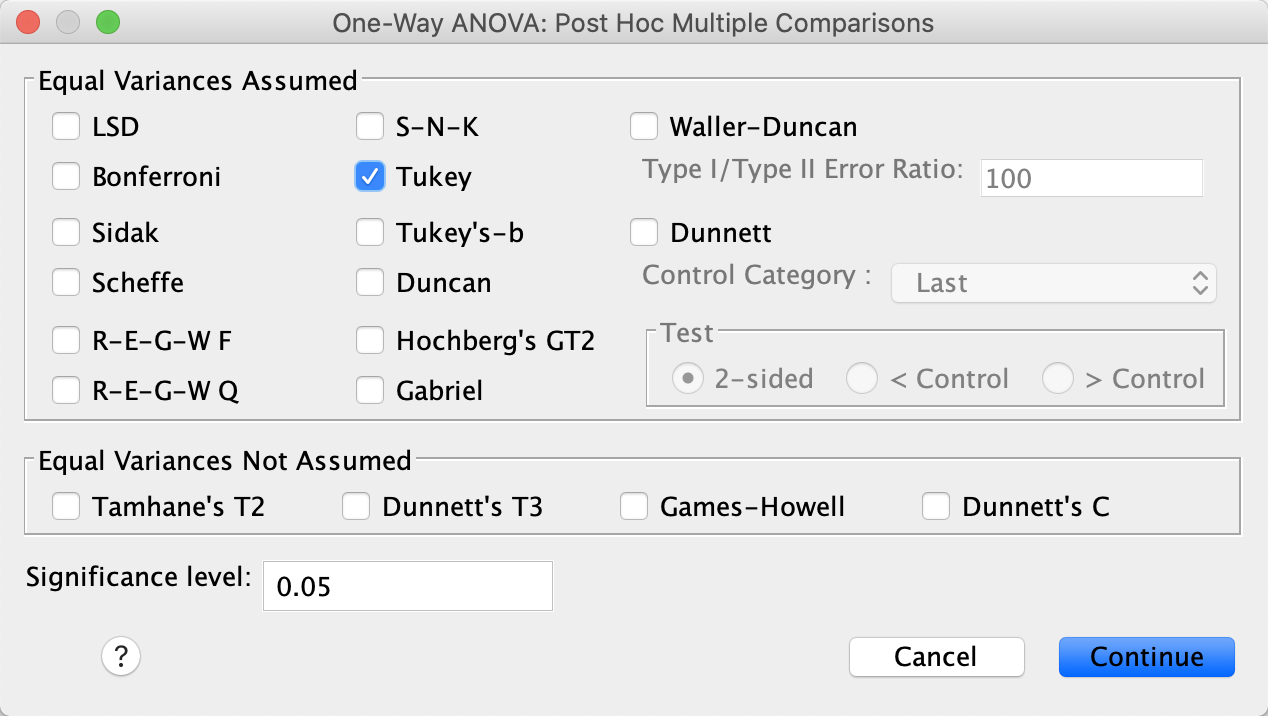 One-Way ANOVA: Post Hoc Multiple Comparisons
Equal Variances Assumed
LSD
S-N-K
Waller-Duncan
Bonferroni
Tukey
Type I/Type II Error Ratio:
100
Sidak
Tukey's-b
Dunnett
Scheffe
Duncan
Control Category :
Last
R-E-G-W F
Hochberg's GT2
Test
R-E-G-W Q
Gabriel
2-sided
< Control
> Control
Equal Variances Not Assumed
Tamhane's T2
Dunnett's T3
Games-Howell
Dunnett's C
Significance level:
0.05
?
Cancel
Continue